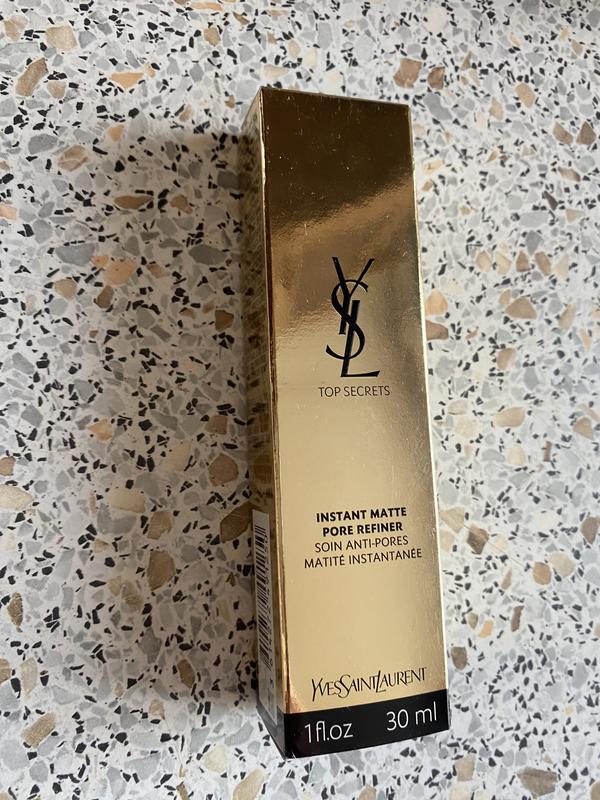 YSL
TOP SECRETS
INSTANT MATTE
PORE REFINER
SOIN ANTI-PORES
MATITÉ INSTANTANÉE
YVESSAINTLAURENT
1fl.oz 30 ml